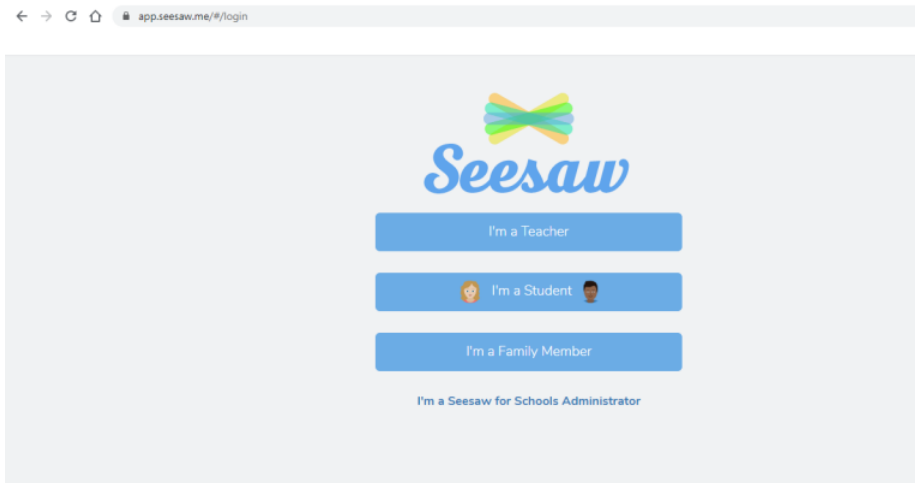 app.seesaw.me/#/login
Seesaw
I'm a Teacher
I'm a Student
I'm a Family Member
I'm a Seesaw for Schools Administrator